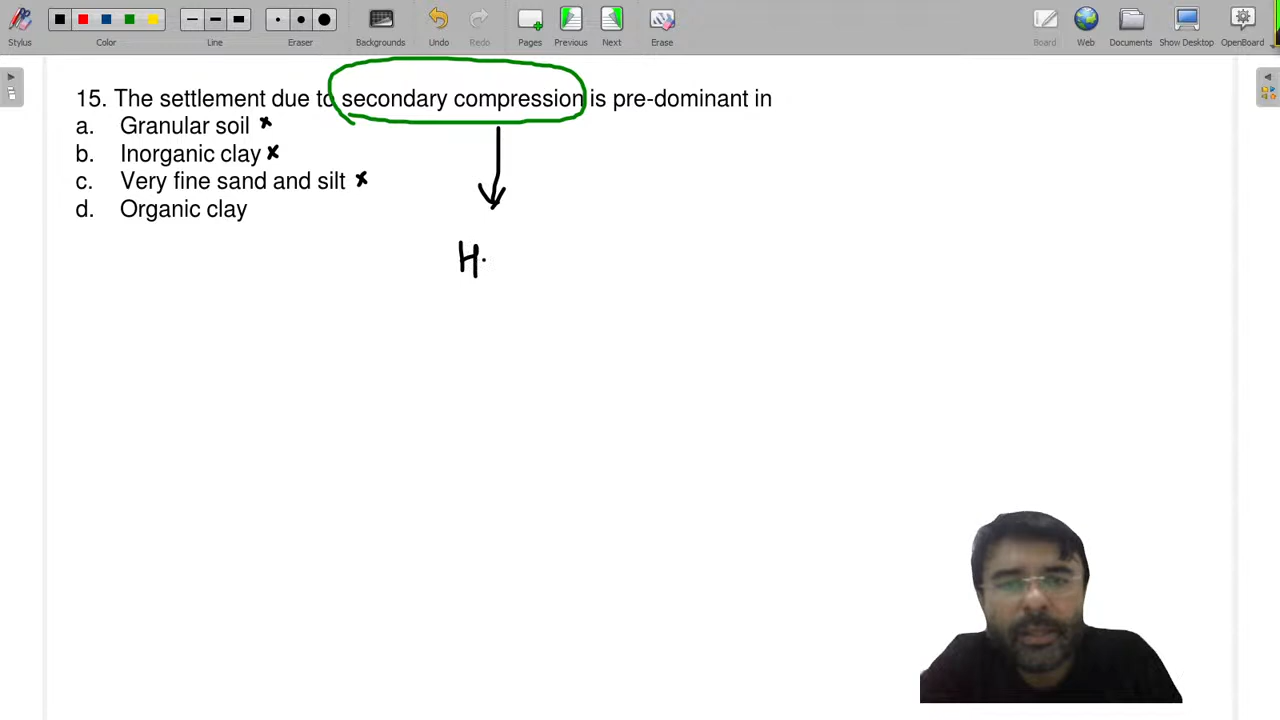 Stylus
Color
Line
Eraser
Backgrounds
Undo
Redo
Pages
Previous
Next
Erase
Board
Web
Documents
Show Desktop
OpenBoard
15. The settlement due to secondary compression is pre-dominant in
a. Granular soil ×
b. Inorganic clay ×
c. Very fine sand and silt ×
d. Organic clay
H.